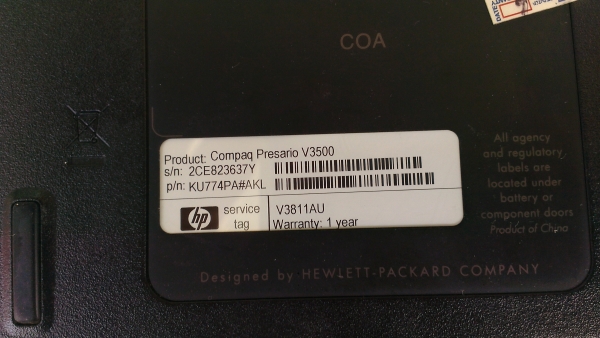 COA
Product: Compaq Presario V3500
s/n: 2CE823637Y
p/n: KU774PA#AKL
hp
service
tag
V3811AU
Warranty: 1 year
All agency
and regulatory
labels are
located under
battery or
component doors
Product of China
Designed by HEWLETT-PACKARD COMPANY